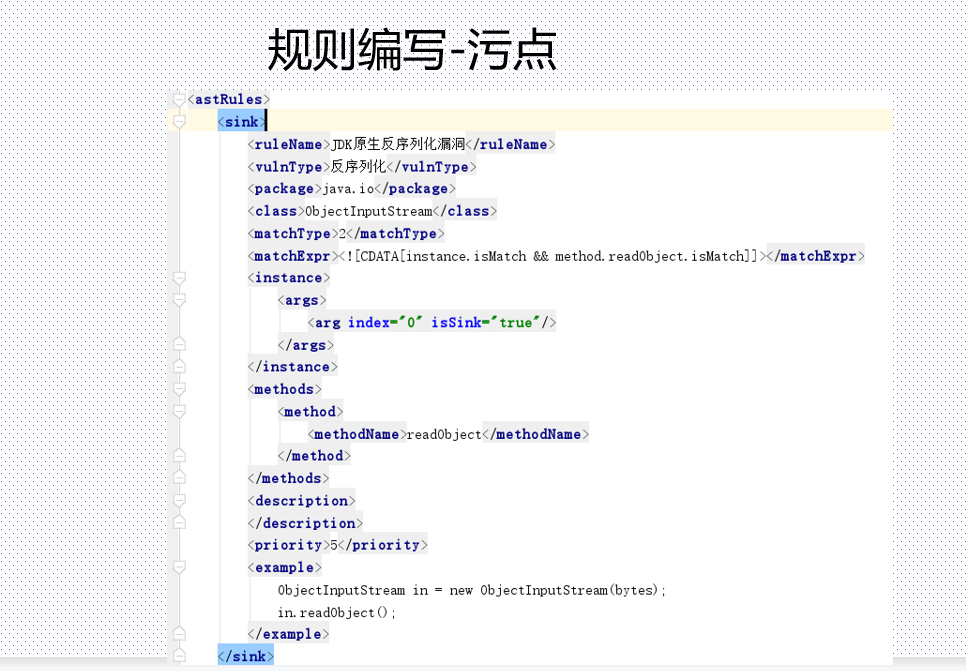 规则编写-污点
<astRules>
<sink>
<ruleName>JDK原生反序列化漏洞</ruleName>
<vulnType>反序列化</vulnType>
<package>java.io</package>
<class>ObjectInputStream</class>
<matchType>2</matchType>
<matchExpr><![CDATA[instance.isMatch && method.readObject.isMatch]]></matchExpr>
<instance>
<args>
<arg index="0" isSink="true"/>
</args>
</instance>
<methods>
<method>
<methodName>readObject</methodName>
</method>
</methods>
<description>
</description>
<priority>5</priority>
<example>
ObjectInputStream in = new ObjectInputStream(bytes);
in.readObject();
</example>
</sink>